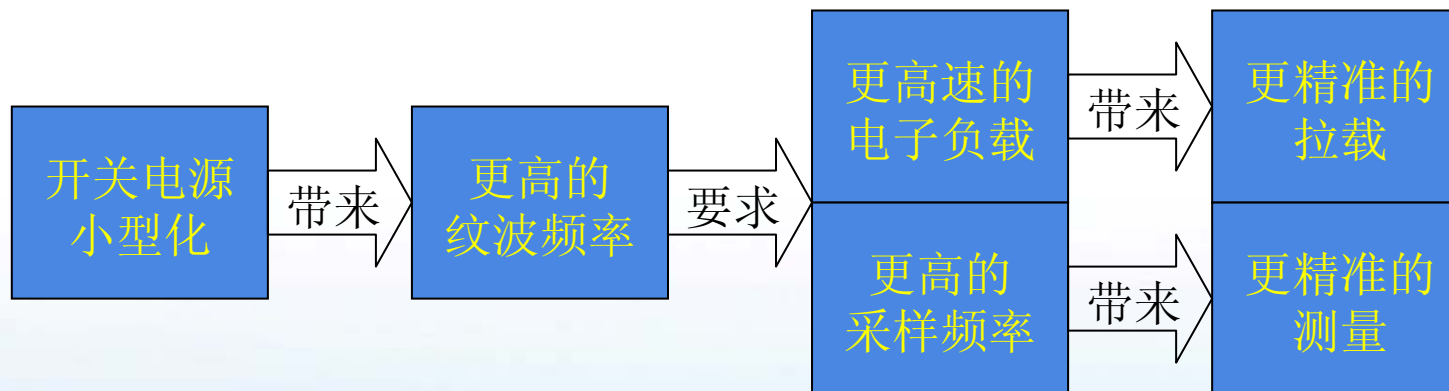 开关电源
小型化
带来
更高的
纹波频率
要求
更高速的
电子负载
带来
更精准的
拉载
更高的
采样频率
带来
更精准的
测量